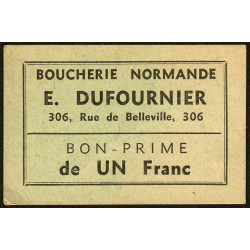 BOUCHERIE NORMANDE
E. DUFOURNIER
306, Rue de Belleville, 306
BON-PRIME
de UN Franc